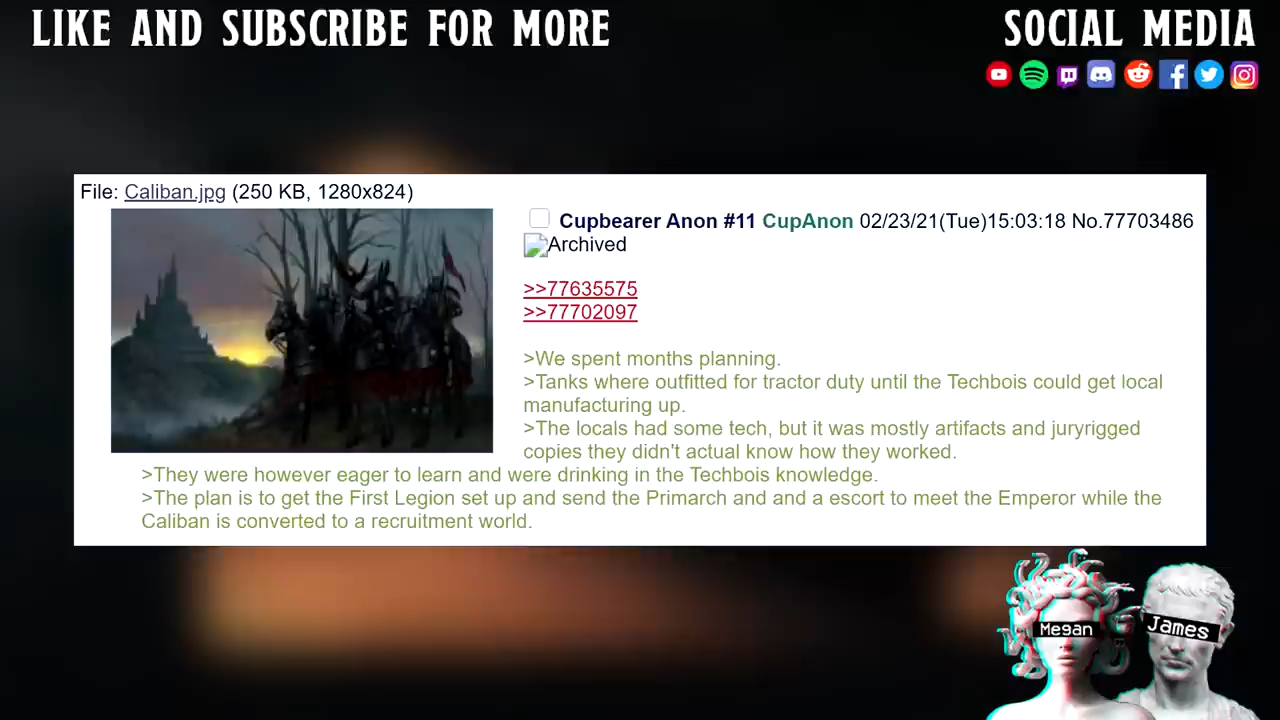 LIKE AND SUBSCRIBE FOR MORE
SOCIAL MEDIA
File: Caliban.jpg (250 KB, 1280x824)
Cupbearer Anon #11 CupAnon 02/23/21(Tue)15:03:18 No.77703486
Archived
>>77635575
>>77702097
>We spent months planning.
>Tanks where outfitted for tractor duty until the Techbois could get local
manufacturing up.
>The locals had some tech, but it was mostly artifacts and juryrigged
copies they didn't actual know how they worked.
>They were however eager to learn and were drinking in the Techbois knowledge.
>The plan is to get the First Legion set up and send the Primarch and and a escort to meet the Emperor while the
Caliban is converted to a recruitment world.
Megan
James